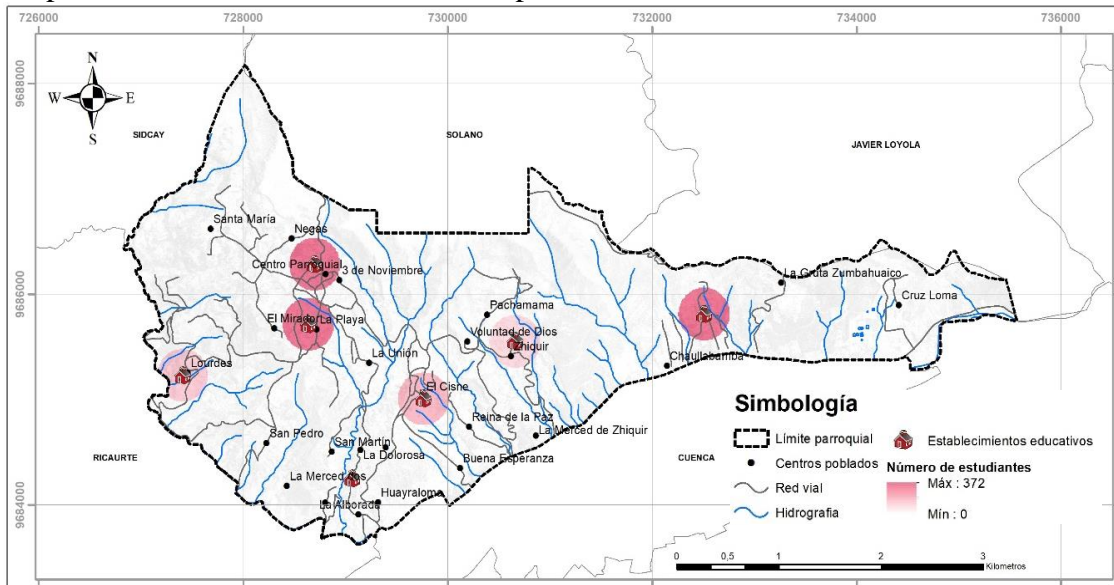 726000
728000
730000
732000
734000
736000
9688000
9686000
9684000
N
W E
S
SIDCAY
SOLANO
JAVIER LOYOLA
Santa María
Negas
Centro Parroquial
3 de Noviembre
La Gruta Zumbahuaico
Cruz Loma
Pachamama
El Mirador
La Playa
Voluntad de Dios
Zhiquir
La Unión
Chaullabamba
Lourdes
El Cisne
Reina de la Paz
La Merced de Zhiquir
San Pedro
San Martín
La Dolorosa
Buena Esperanza
RICAURTE
CUENCA
La Merced
Huayraloma
La Alborada
Simbología
Límite parroquial
Centros poblados
Red vial
Hidrografia
Establecimientos educativos
Número de estudiantes
Máx : 372
Mín : 0
0 0,5 1 2 3
Kilometros